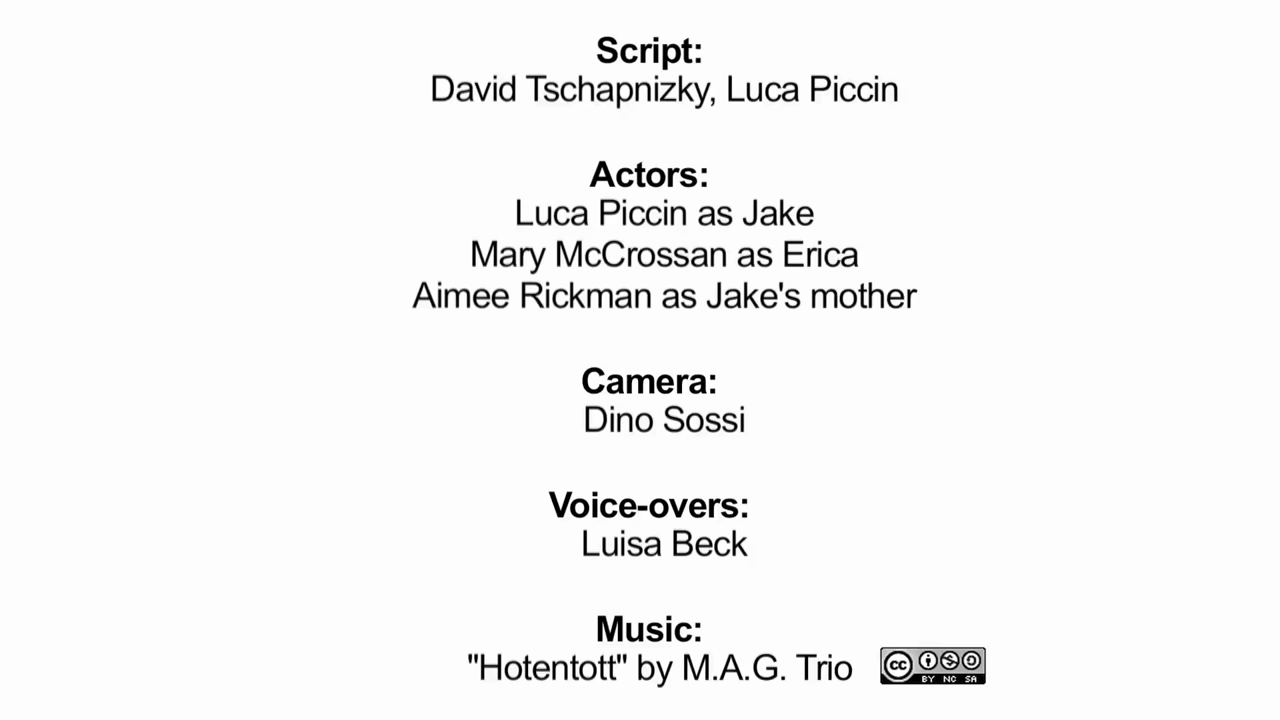 Script:
David Tschapnizky, Luca Piccin
Actors:
Luca Piccin as Jake
Mary McCrossan as Erica
Aimee Rickman as Jake's mother
Camera:
Dino Sossi
Voice-overs:
Luisa Beck
Music:
"Hotentott" by M.A.G. Trio
cc BY NC SA